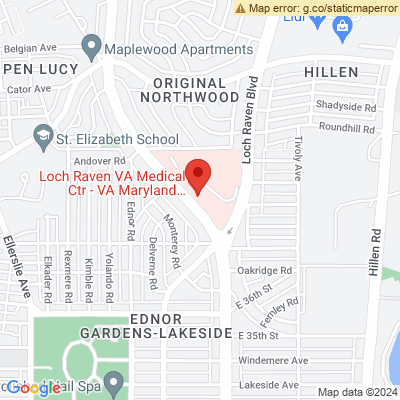 Map error: g.co/staticmaperror
Lidl
Belgian Ave
Maplewood Apartments
PEN LUCY
Cator Ave
ORIGINAL
NORTHWOOD
HILLEN
Loch Raven Blvd
Shadyside Rd
Roundhill Rd
St. Elizabeth School
Andover Rd
Tivoly Ave
Loch Raven VA Medical
Ctr - VA Maryland...
Ednor Rd
Monterey Rd
Delverne Rd
Ellerslie Ave
Elkader Rd
Rexmere Rd
Kimble Rd
Yolando Rd
Hillen Rd
Oakridge Rd
E 36th St
Fernley Rd
EDNOR
GARDENS-LAKESIDE
E 35th St
Windemere Ave
Google
Nail Spa
Lakeside Ave
Map data ©2024